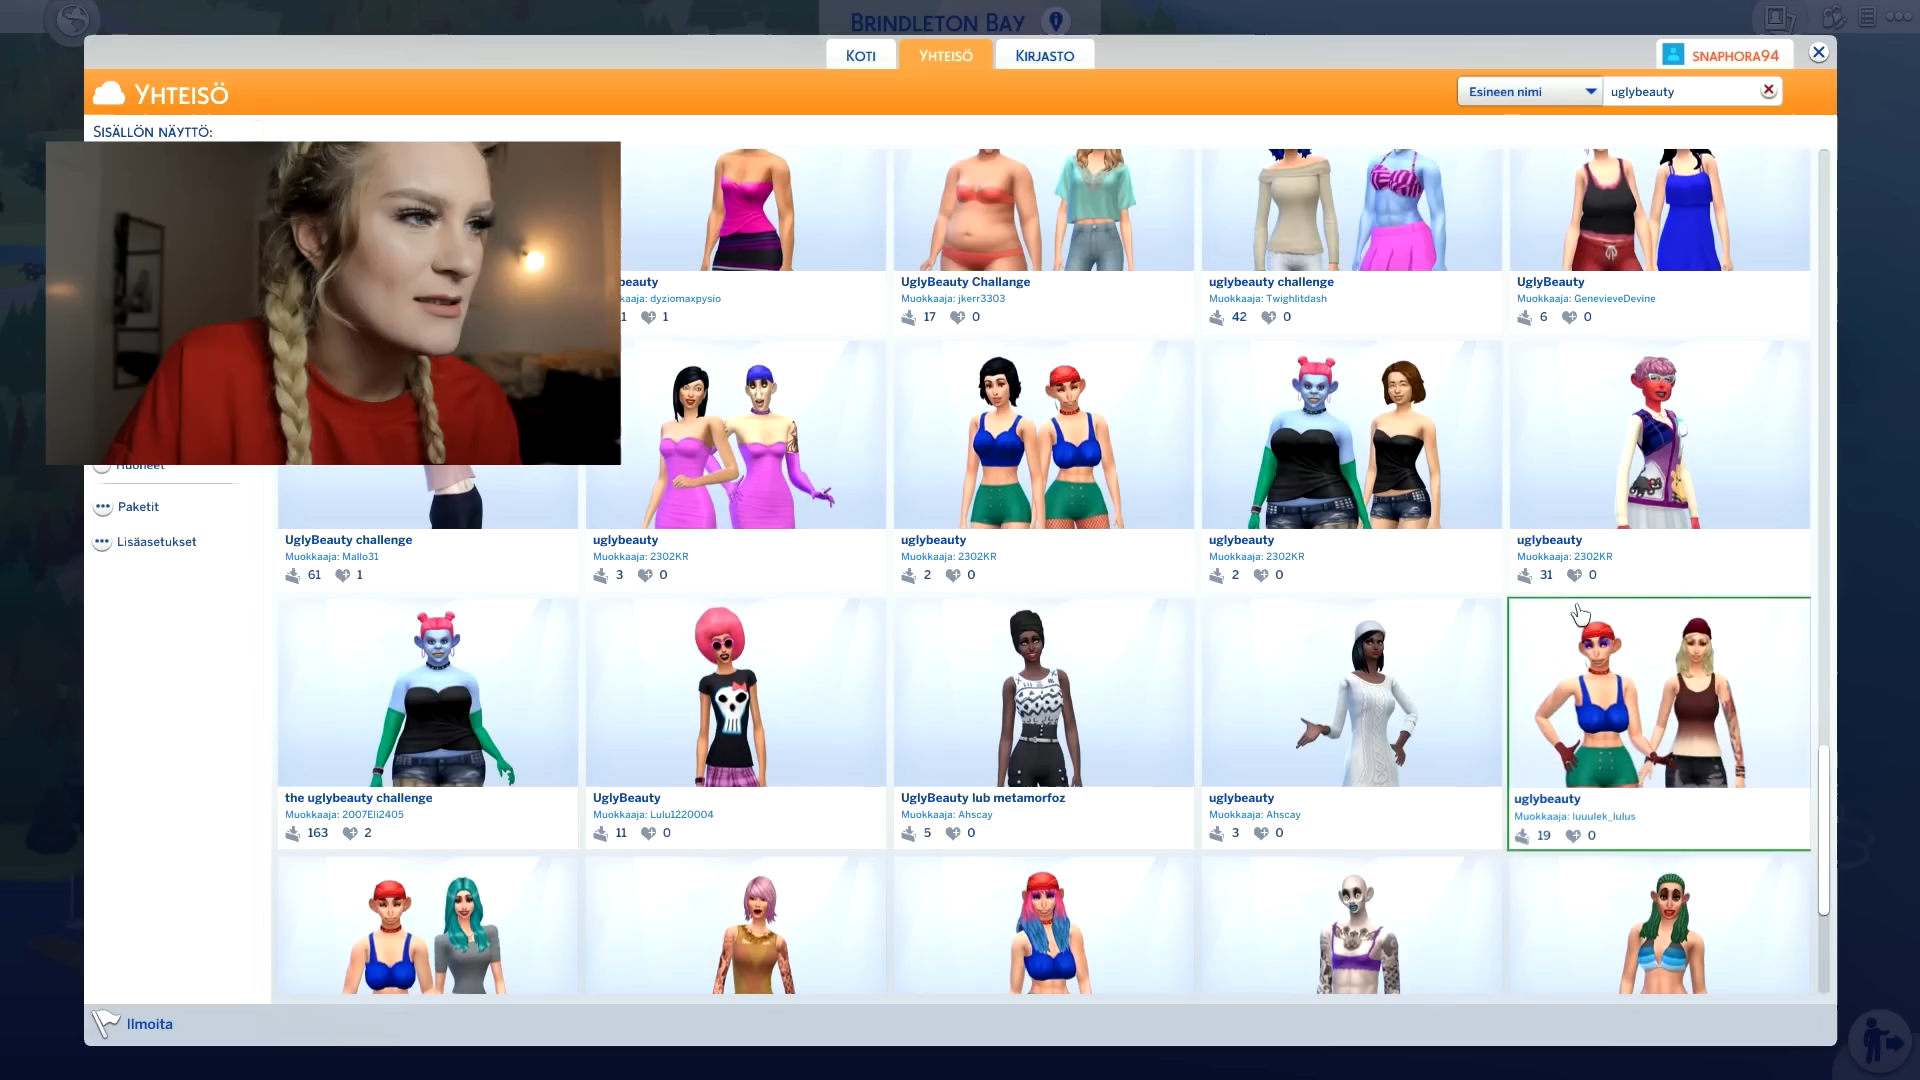 BRINDLETON BAY
KOTI
YHTEISÖ
KIRJASTO
SNAPHORA94
YHTEISÖ
Esineen nimi
uglybeauty
SISÄLLÖN NÄYTTÖ:
Huoneet
Paketit
Lisäasetukset
beauty
kaaja: dyziomaxpysio
1 1
UglyBeauty Challange
Muokkaaja: jkerr3303
17 0
uglybeauty challenge
Muokkaaja: Twighlitdash
42 0
UglyBeauty
Muokkaaja: GenevieveDevine
6 0
UglyBeauty challenge
Muokkaaja: Mallo31
61 1
uglybeauty
Muokkaaja: 2302KR
3 0
uglybeauty
Muokkaaja: 2302KR
2 0
uglybeauty
Muokkaaja: 2302KR
2 0
uglybeauty
Muokkaaja: 2302KR
31 0
the uglybeauty challenge
Muokkaaja: 2007Eli2405
163 2
UglyBeauty
Muokkaaja: Lulu1220004
11 0
UglyBeauty lub metamorfoz
Muokkaaja: Ahscay
5 0
uglybeauty
Muokkaaja: Ahscay
3 0
uglybeauty
Muokkaaja: luuulek_lulus
19 0
Ilmoita